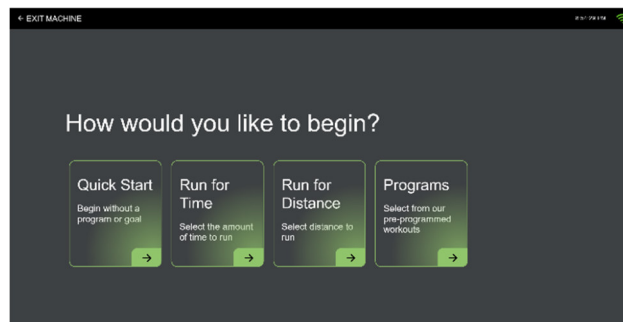 ← EXIT MACHINE
How would you like to begin?
Quick Start
Begin without a
program or goal
Run for
Time
Select the amount
of time to run
Run for
Distance
Select distance to
run
Programs
Select from our
pre-programmed
workouts